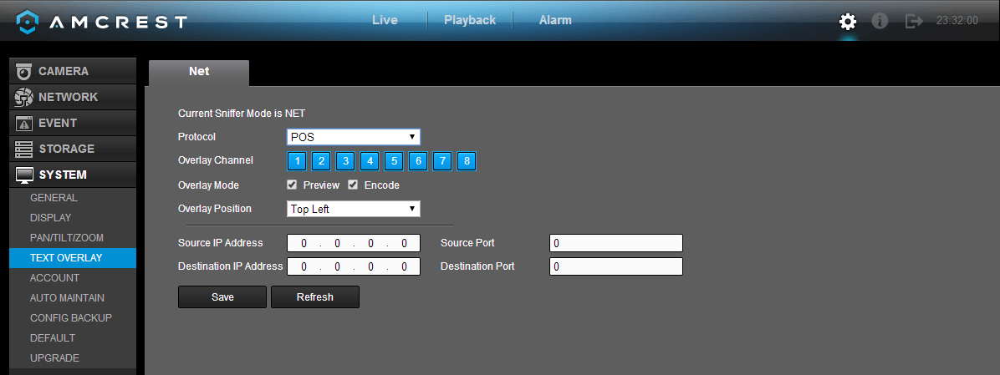 AMCREST
Live Playback Alarm 23:32:00
CAMERA
NETWORK
EVENT
STORAGE
SYSTEM
GENERAL
DISPLAY
PAN/TILT/ZOOM
TEXT OVERLAY
ACCOUNT
AUTO MAINTAIN
CONFIG BACKUP
DEFAULT
UPGRADE
Net
Current Sniffer Mode is NET
Protocol POS
Overlay Channel 1 2 3 4 5 6 7 8
Overlay Mode Preview Encode
Overlay Position Top Left
Source IP Address 0 . 0 . 0 . 0 Source Port 0
Destination IP Address 0 . 0 . 0 . 0 Destination Port 0
Save Refresh